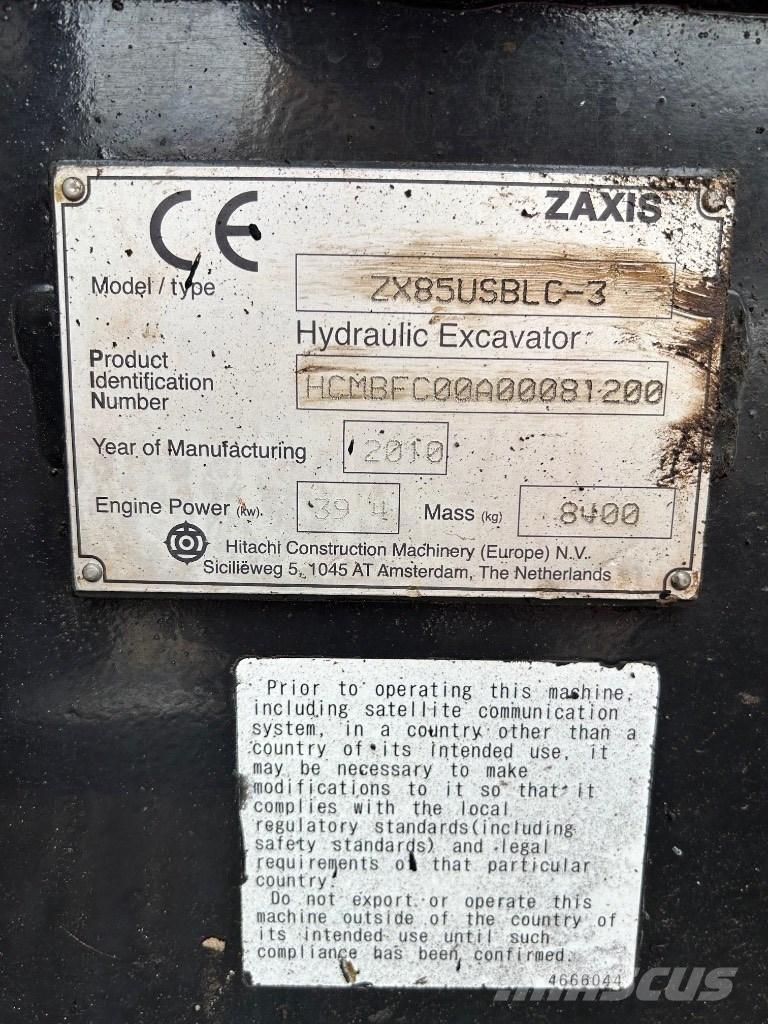 CE ZAXIS
Model / type ZX85USBLC-3
Hydraulic Excavator
Product
Identification
Number HCMBFC00A00081200
Year of Manufacturing 2010
Engine Power (kw). 39.4 Mass (kg) 8400
Hitachi Construction Machinery (Europe) N.V.
Siciliëweg 5, 1045 AT Amsterdam, The Netherlands
Prior to operating this machine,
including satellite communication
system, in a country other than a
country of its intended use, it
may be necessary to make
modifications to it so that it
complies with the local
regulatory standards(including
safety standards) and legal
requirements of that particular
country.
Do not export or operate this
machine outside of the country of
its intended use until such
compliance has been confirmed.
4666044
MASCUS